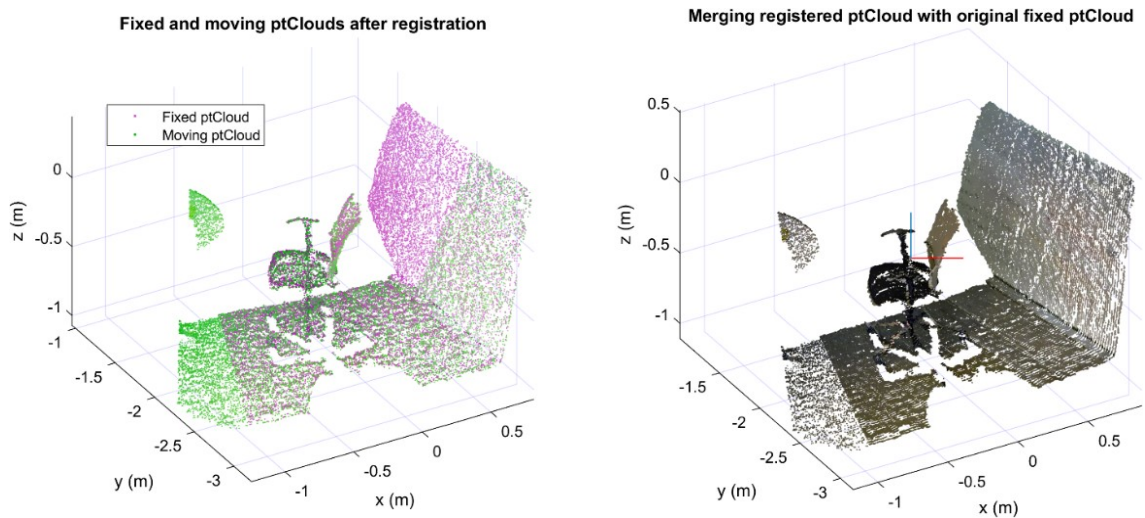 Fixed and moving ptClouds after registration
Fixed ptCloud
Moving ptCloud
0
-0.5
-1
z (m)
-1
-1.5
-2
-2.5
-3
y (m)
-1
-0.5
0
0.5
x (m)
Merging registered ptCloud with original fixed ptCloud
0.5
0
-0.5
-1
z (m)
-1.5
-2
-2.5
-3
y (m)
-1
-0.5
0
0.5
x (m)